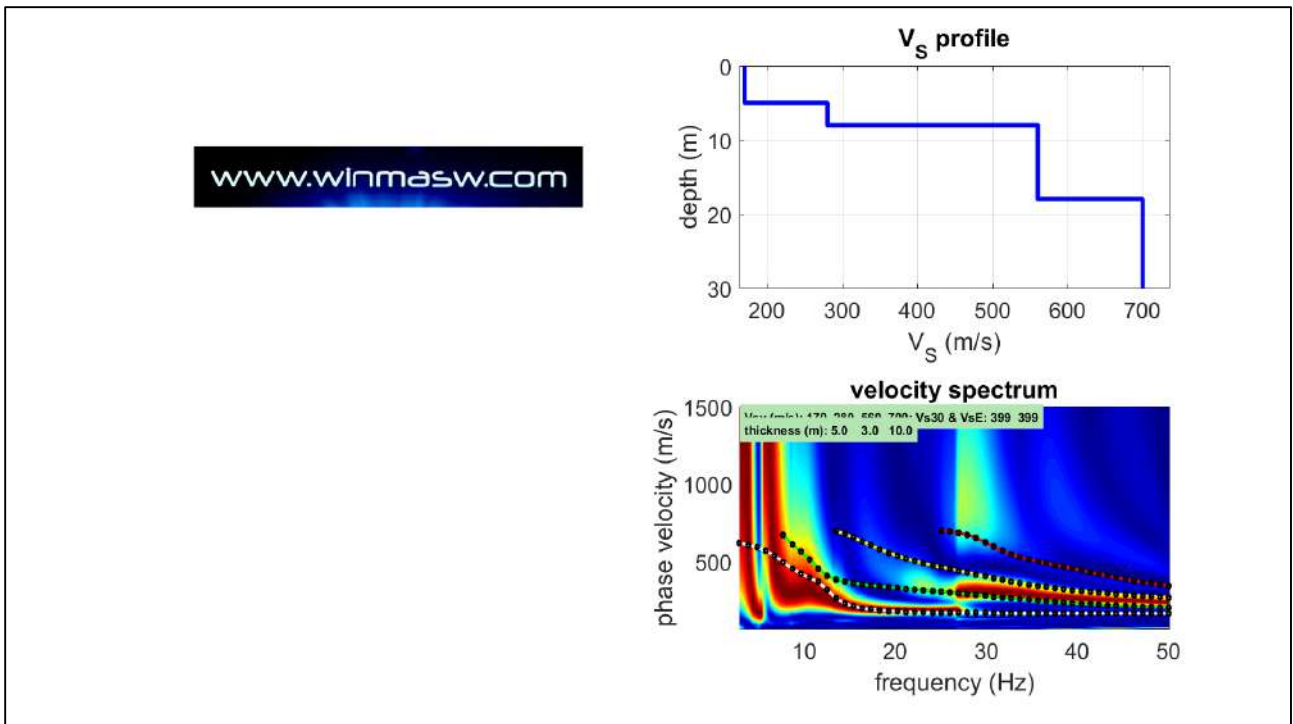 www.winmasw.com
V_S profile
0
10
20
30
depth (m)
200 300 400 500 600 700
V_S (m/s)
velocity spectrum
Vs30 & VsE: 399 399
thickness (m): 5.0 3.0 10.0
1500
1000
500
phase velocity (m/s)
10 20 30 40 50
frequency (Hz)